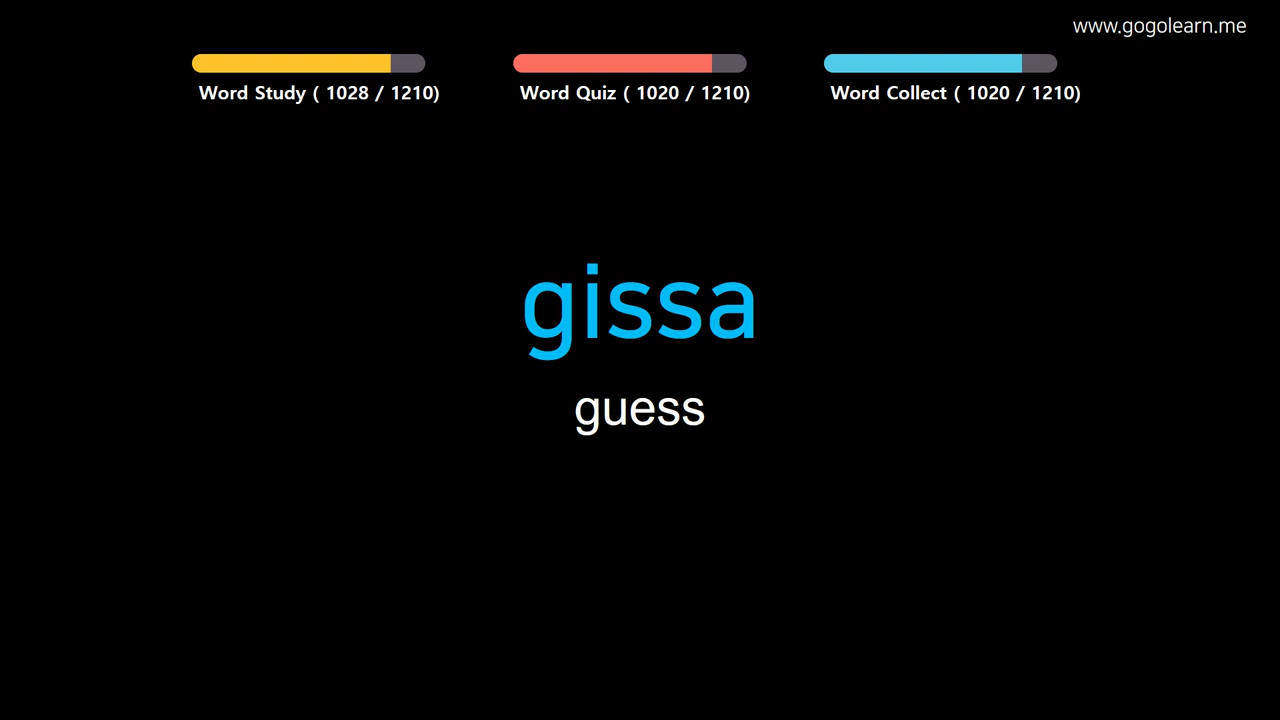 www.gogolearn.me
Word Study ( 1028 / 1210)
Word Quiz ( 1020 / 1210)
Word Collect ( 1020 / 1210)
gissa
guess